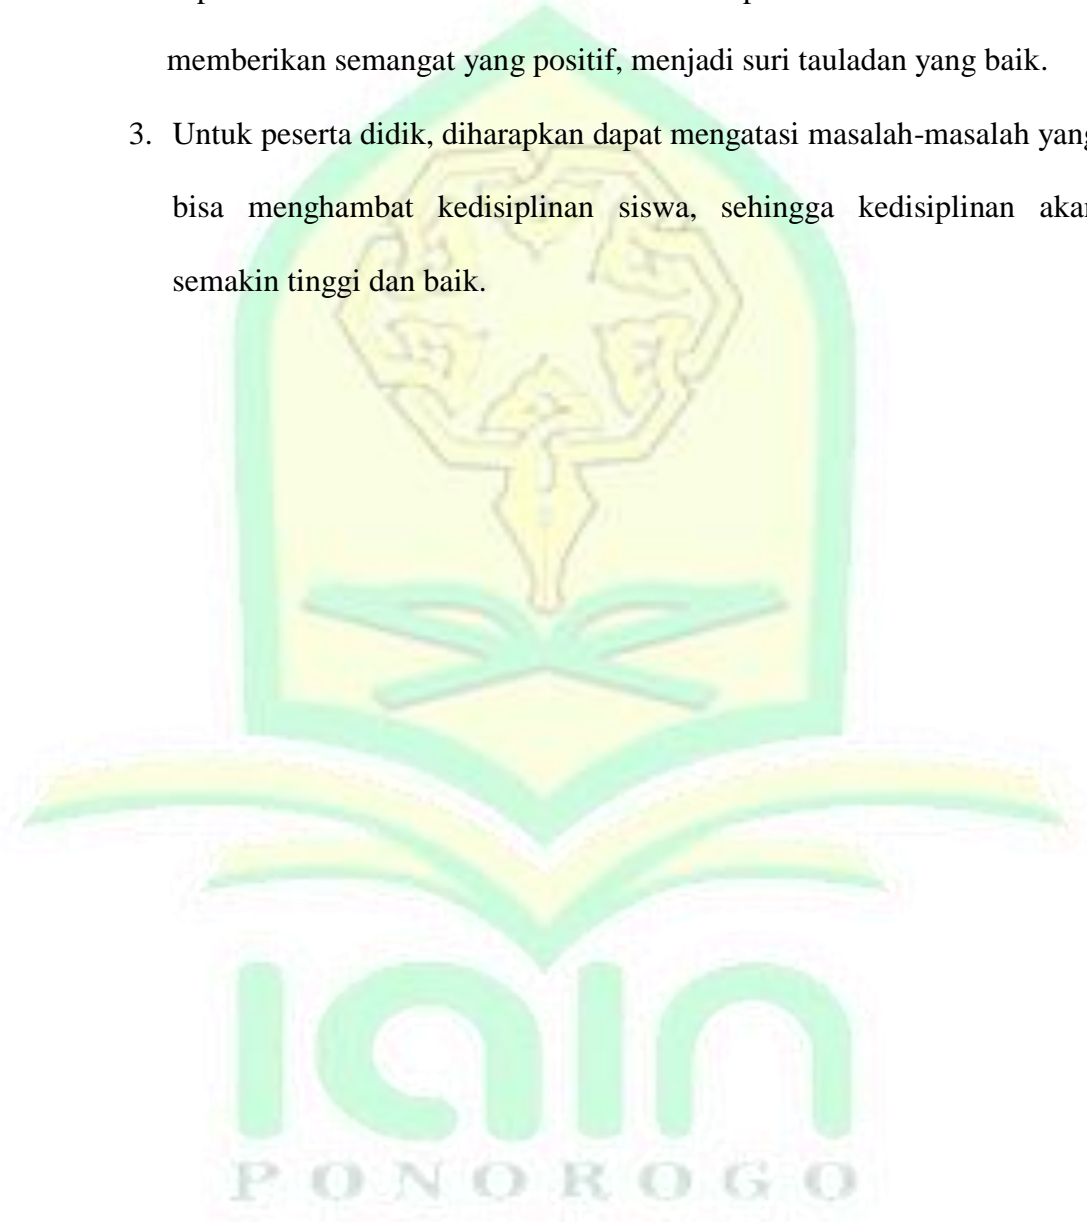 memberikan semangat yang positif, menjadi suri tauladan yang baik.
3. Untuk peserta didik, diharapkan dapat mengatasi masalah-masalah yang
bisa menghambat kedisiplinan siswa, sehingga kedisiplinan akan
semakin tinggi dan baik.
iain
PONOROGO